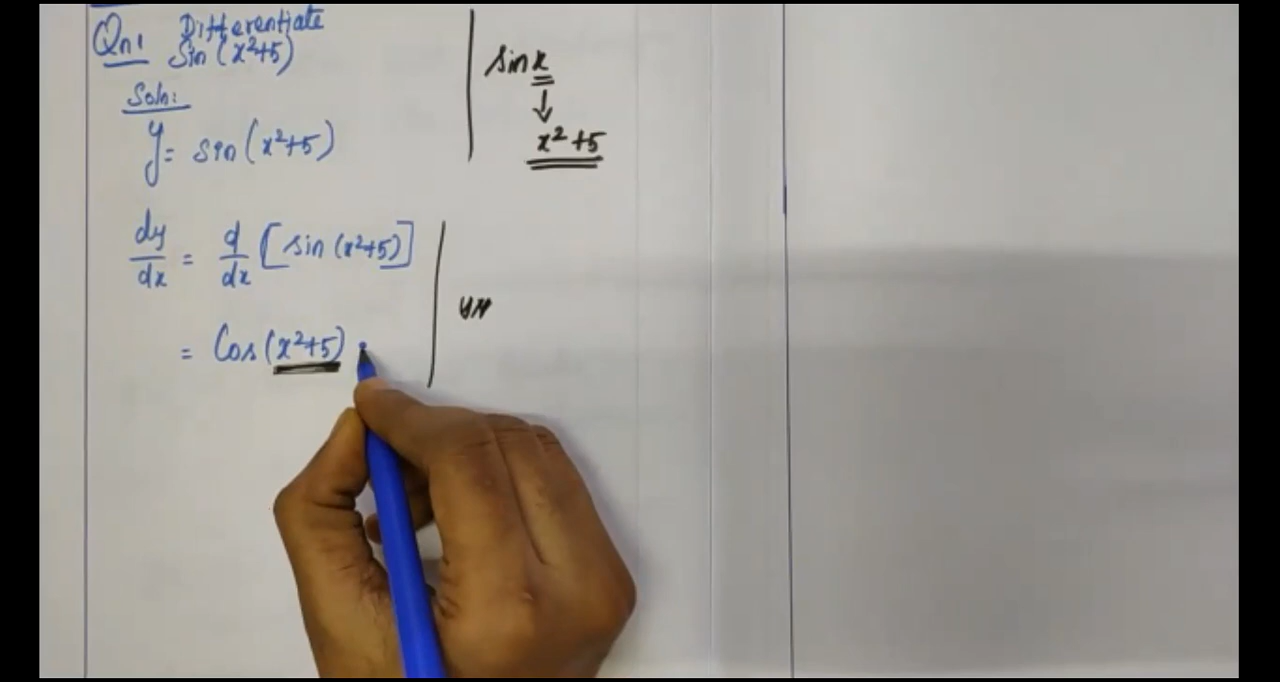 Qn: Differentiate
Sin (x²+5)
Soln:
y = sin (x²+5)
dy/dx = d/dx [sin (x²+5)]
= Cos (x²+5) .
sin x
↓
x² +5